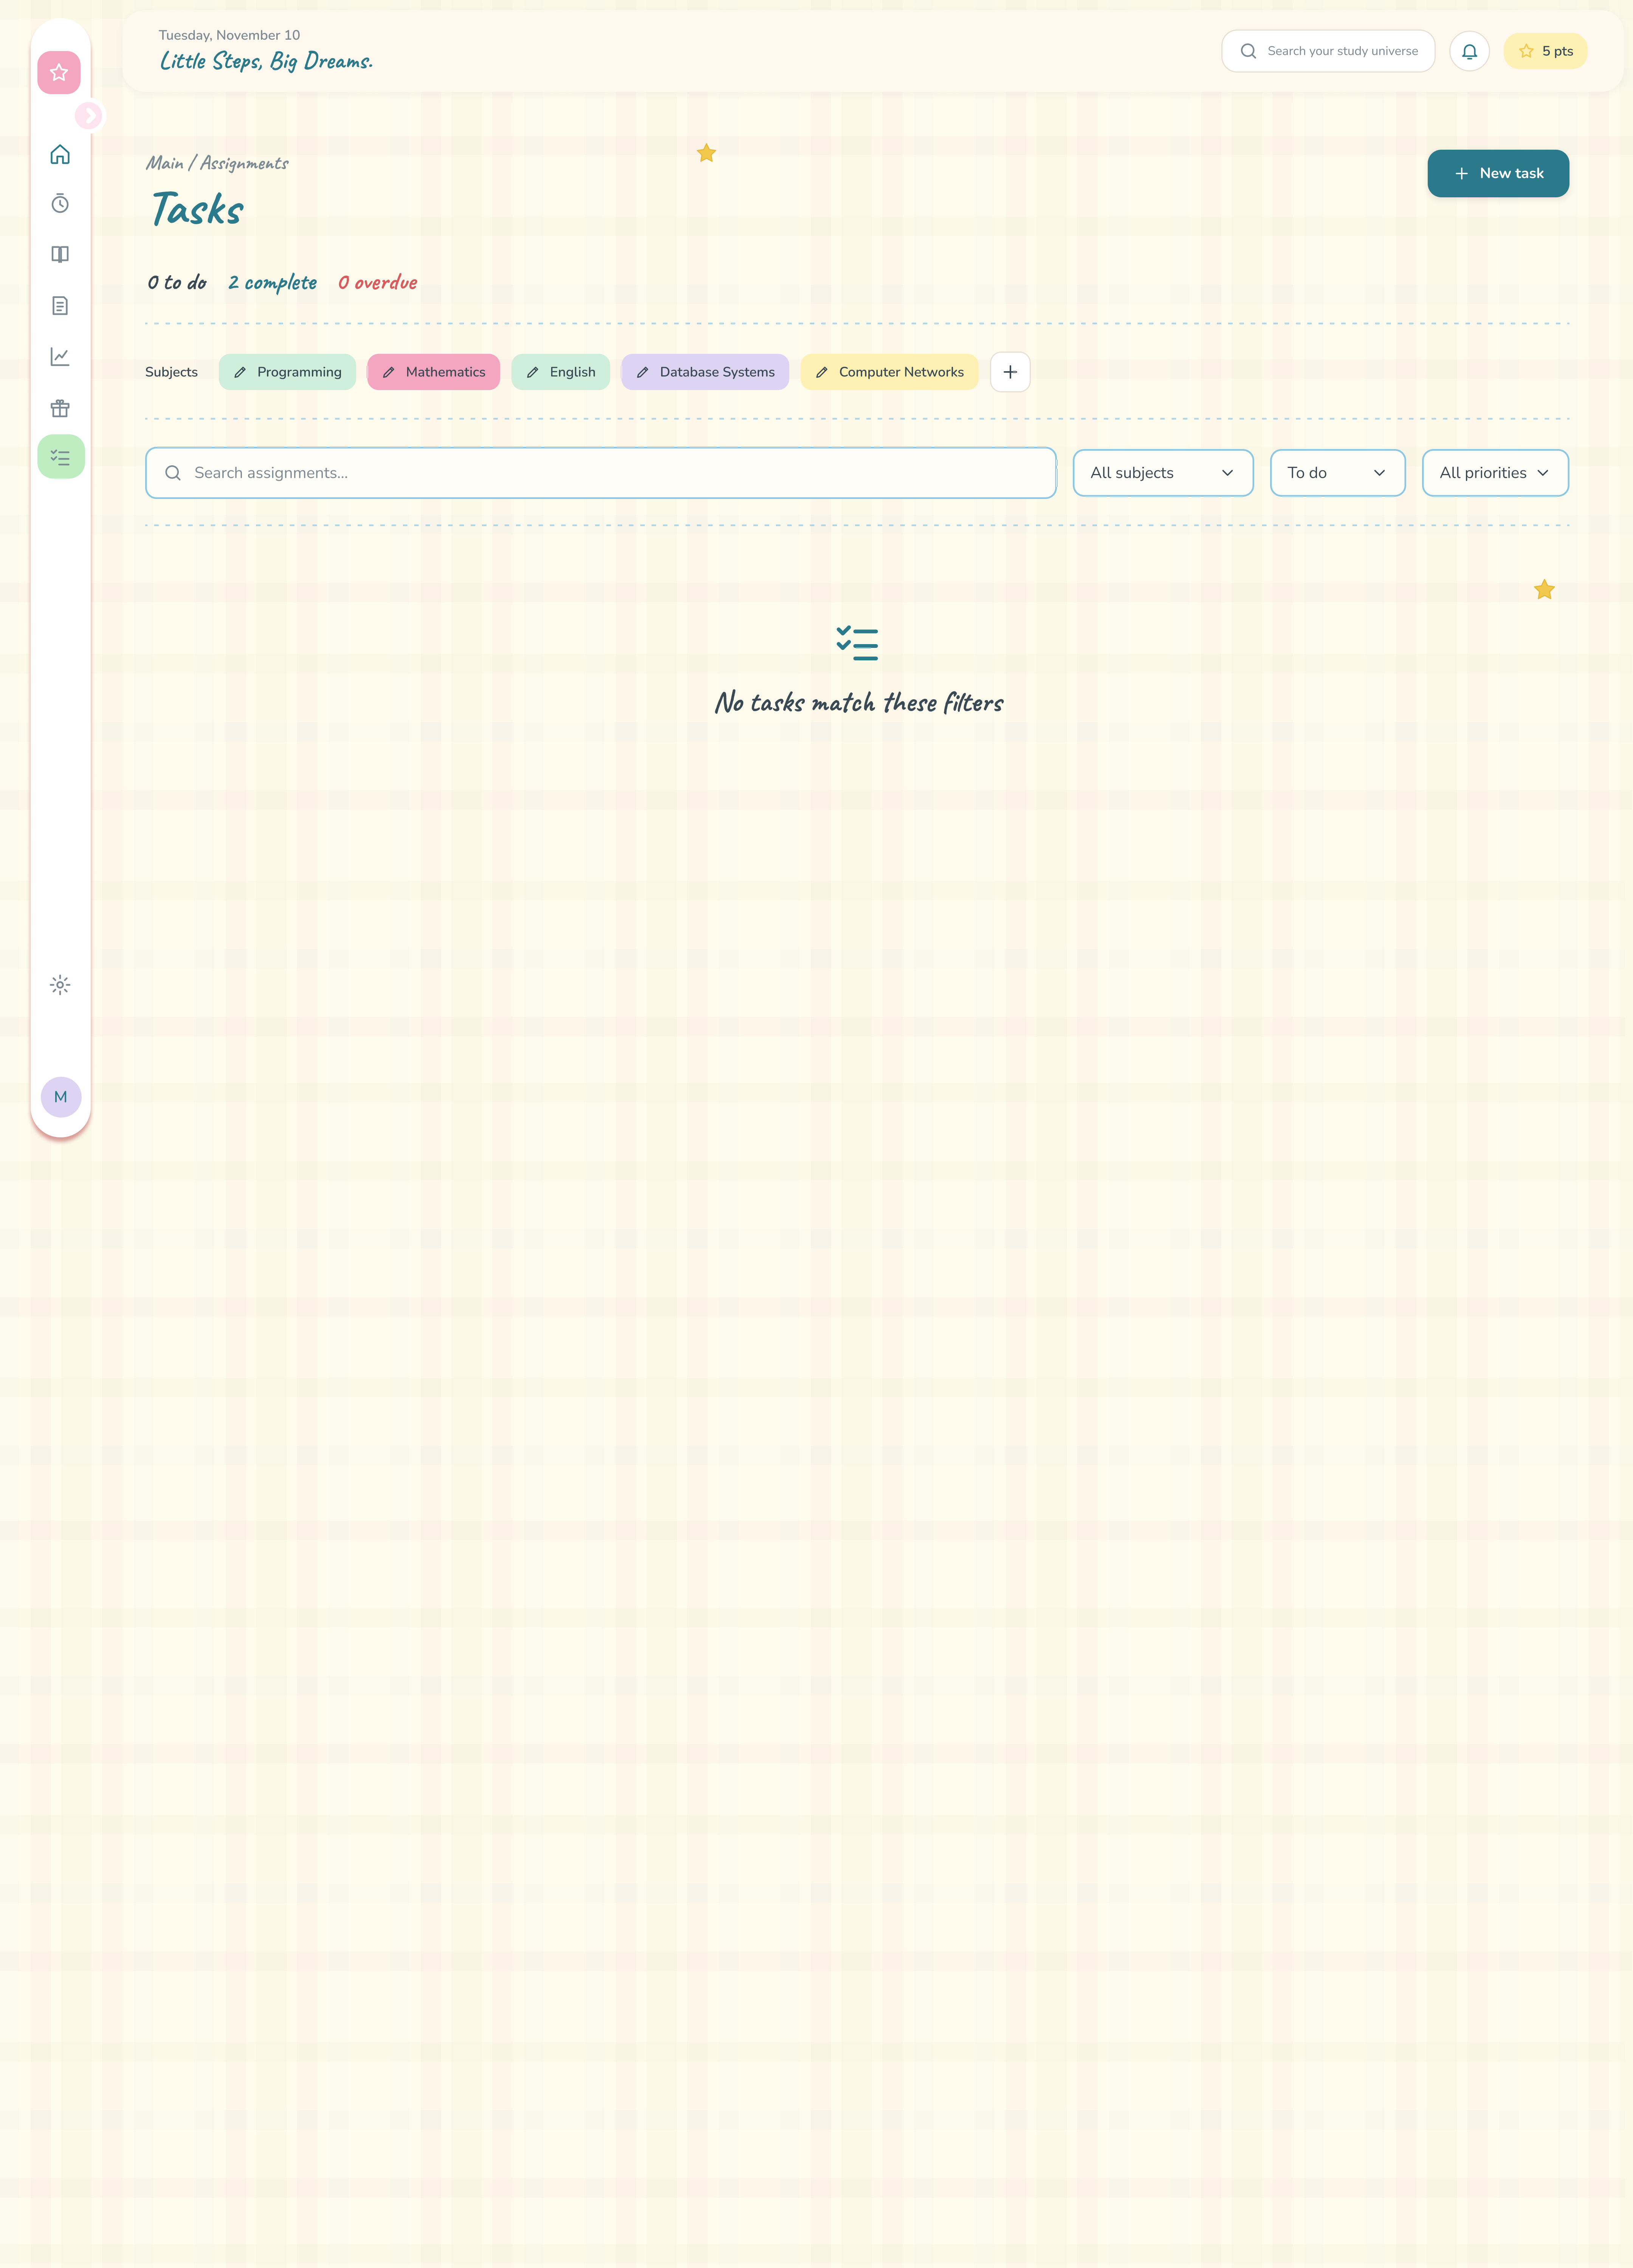 Tuesday, November 10
Little Steps, Big Dreams.
Search your study universe
5 pts
Main / Assignments
Tasks
New task
0 to do 2 complete 0 overdue
Subjects Programming Mathematics English Database Systems Computer Networks
Search assignments... All subjects To do All priorities
No tasks match these filters
M